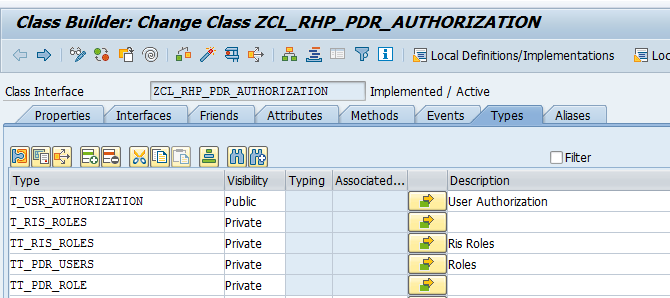 Class Builder: Change Class ZCL_RHP_PDR_AUTHORIZATION
Local Definitions/Implementations Loc
Class Interface ZCL_RHP_PDR_AUTHORIZATION Implemented / Active
Properties Interfaces Friends Attributes Methods Events Types Aliases
Filter
Type Visibility Typing Associated... Description
T_USR_AUTHORIZATION Public User Authorization
T_RIS_ROLES Private
TT_RIS_ROLES Private Ris Roles
TT_PDR_USERS Private Roles
TT_PDR_ROLE Private